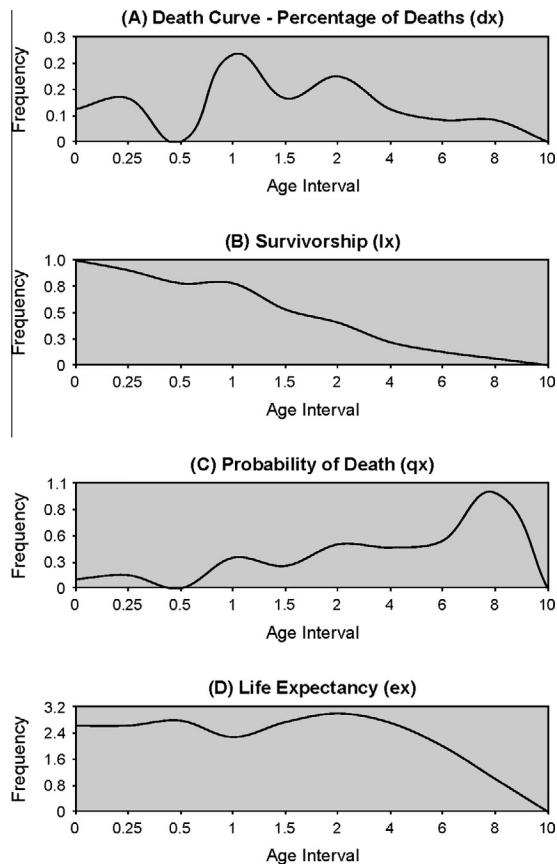 (A) Death Curve - Percentage of Deaths (dx)
Frequency
0.3
0.2
0.2
0.1
0.1
0
0 0.25 0.5 1 1.5 2 4 6 8 10
Age Interval
(B) Survivorship (lx)
Frequency
1.0
0.8
0.5
0.3
0
0 0.25 0.5 1 1.5 2 4 6 8 10
Age Interval
(C) Probability of Death (qx)
Frequency
1.1
0.8
0.6
0.3
0
0 0.25 0.5 1 1.5 2 4 6 8 10
Age Interval
(D) Life Expectancy (ex)
Frequency
3.2
2.4
1.6
0.8
0
0 0.25 0.5 1 1.5 2 4 6 8 10
Age Interval